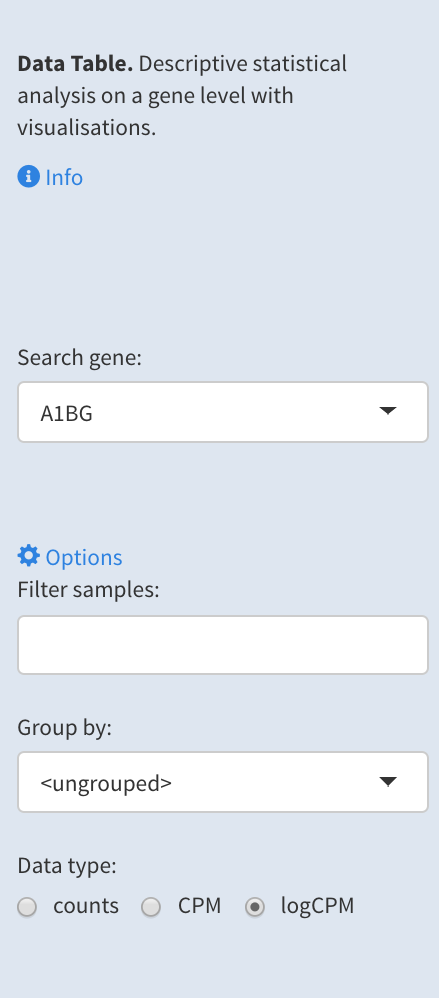 Data Table. Descriptive statistical
analysis on a gene level with
visualisations.
Info
Search gene:
A1BG
Options
Filter samples:
Group by:
<ungrouped>
Data type:
counts CPM logCPM